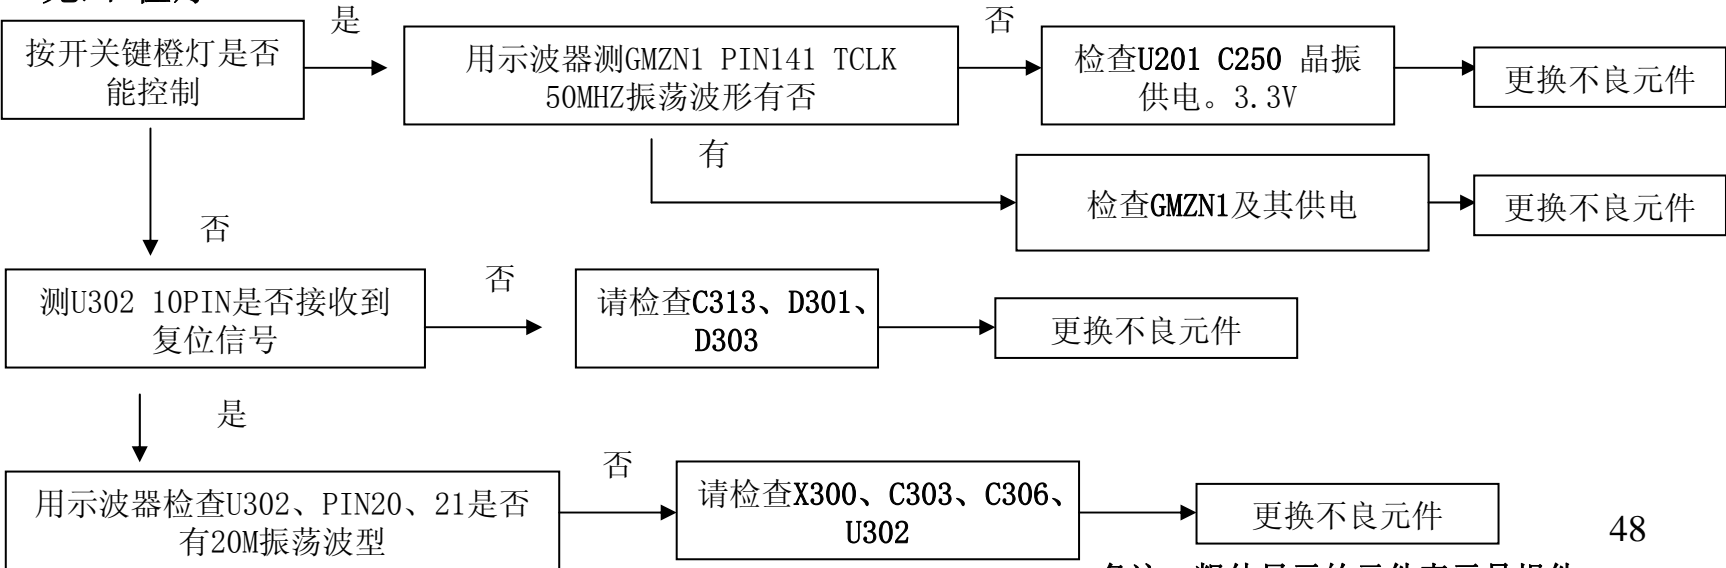 是
否
按开关键橙灯是否
能控制
用示波器测GMZN1 PIN141 TCLK
50MHZ振荡波形有否
检查U201 C250 晶振
供电。3.3V
更换不良元件
有
检查GMZN1及其供电
更换不良元件
否
测U302 10PIN是否接收到
复位信号
否
请检查C313、D301、
D303
更换不良元件
是
用示波器检查U302、PIN20、21是否
有20M振荡波型
否
请检查X300、C303、C306、
U302
更换不良元件
48